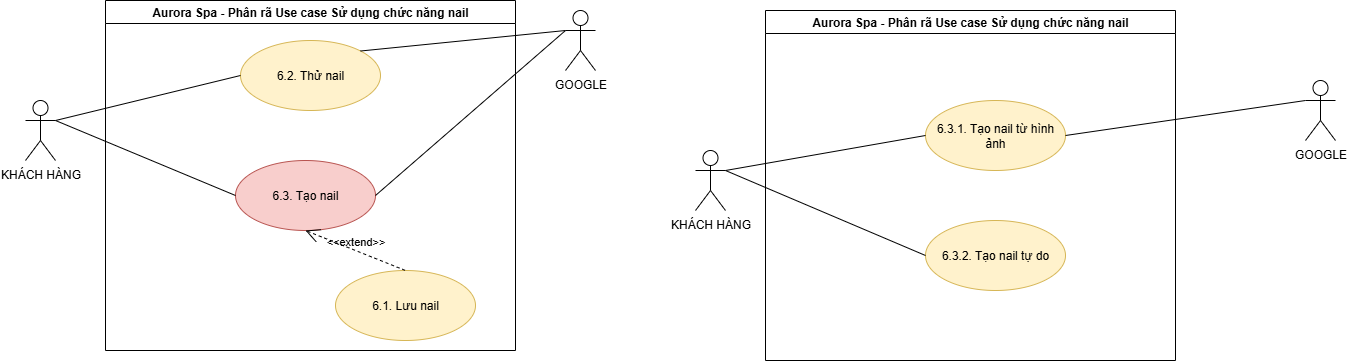 Aurora Spa - Phân rã Use case Sử dụng chức năng nail
6.2. Thử nail
GOOGLE
KHÁCH HÀNG
6.3. Tạo nail
<<extend>>
6.1. Lưu nail
Aurora Spa - Phân rã Use case Sử dụng chức năng nail
6.3.1. Tạo nail từ hình
ảnh
GOOGLE
KHÁCH HÀNG
6.3.2. Tạo nail tự do